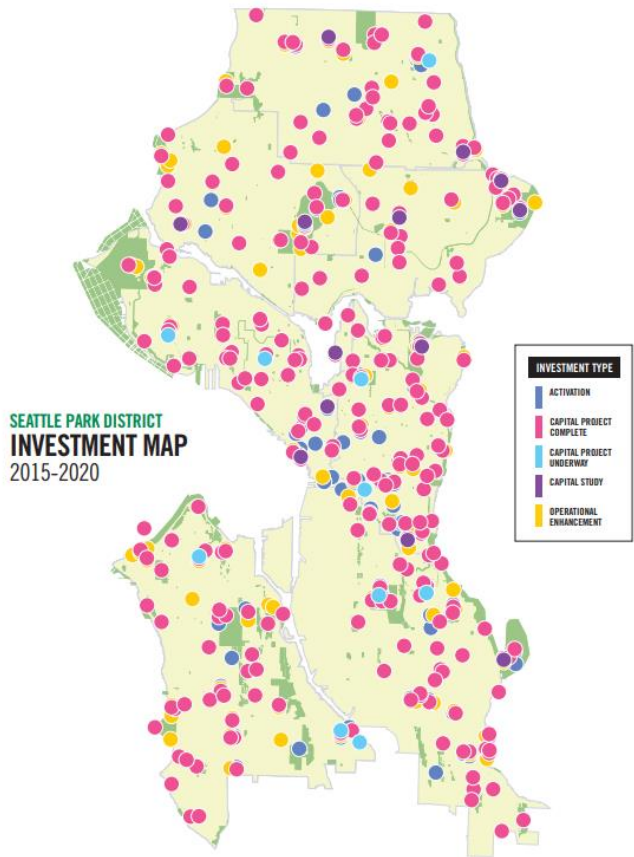 SEATTLE PARK DISTRICT
INVESTMENT MAP
2015-2020
INVESTMENT TYPE
ACTIVATION
CAPITAL PROJECT
COMPLETE
CAPITAL PROJECT
UNDERWAY
CAPITAL STUDY
OPERATIONAL
ENHANCEMENT